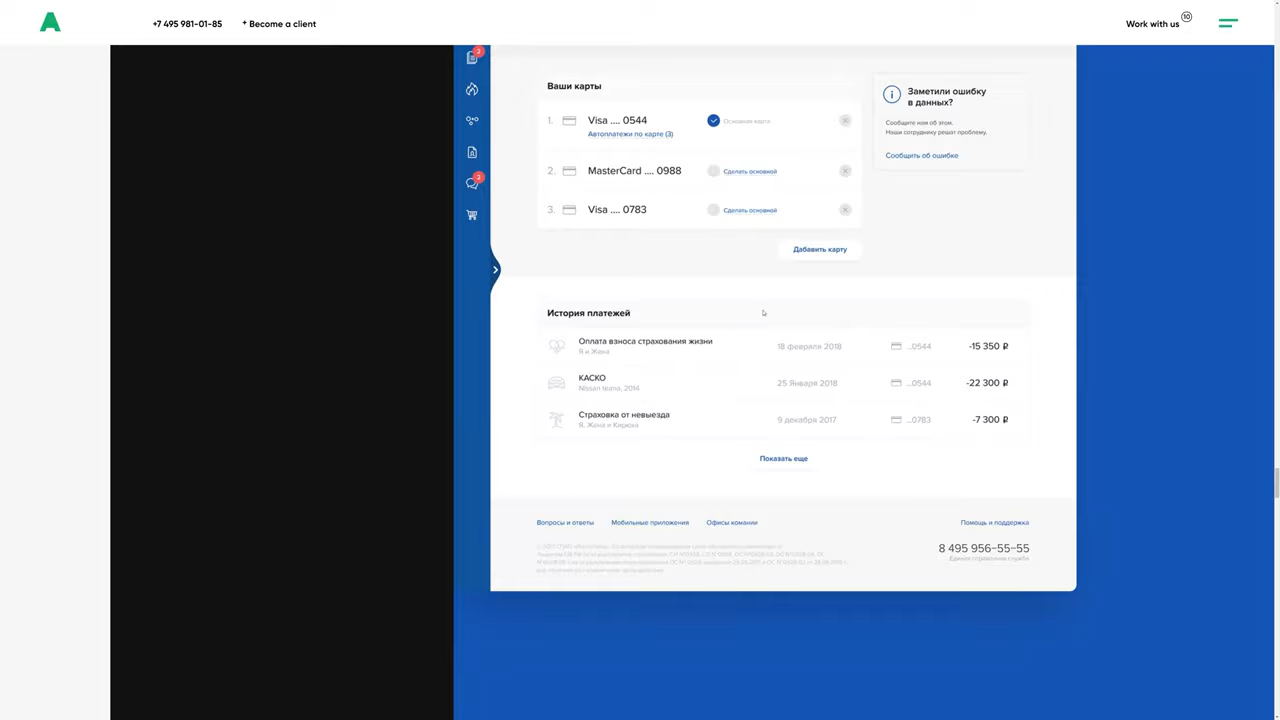 +7 495 981-01-85
+ Become a client
Work with us 10
2
Ваши карты
1. Visa .... 0544
Основная карта
Автоплатежи по карте (3)
2. MasterCard .... 0988
Сделать основной
2
3. Visa .... 0783
Сделать основной
Дабавить карту
Заметили ошибку
в данных?
Сообщите нам об этом.
Наши сотруднику решат проблему.
Сообщить об ошибке
История платежей
Оплата взноса страхования жизни
Я и Жена
18 февраля 2018
...0544
-15 350 ₽
КАСКО
Nissan teana, 2014
25 Января 2018
...0544
-22 300 ₽
Страховка от невыезда
Я, Жена и Кирюха
9 декабря 2017
...0783
-7 300 ₽
Показать еще
Вопросы и ответы
Мобильные приложения
Офисы комании
Помощь и поддержка
8 495 956-55-55
Единая справочная служба